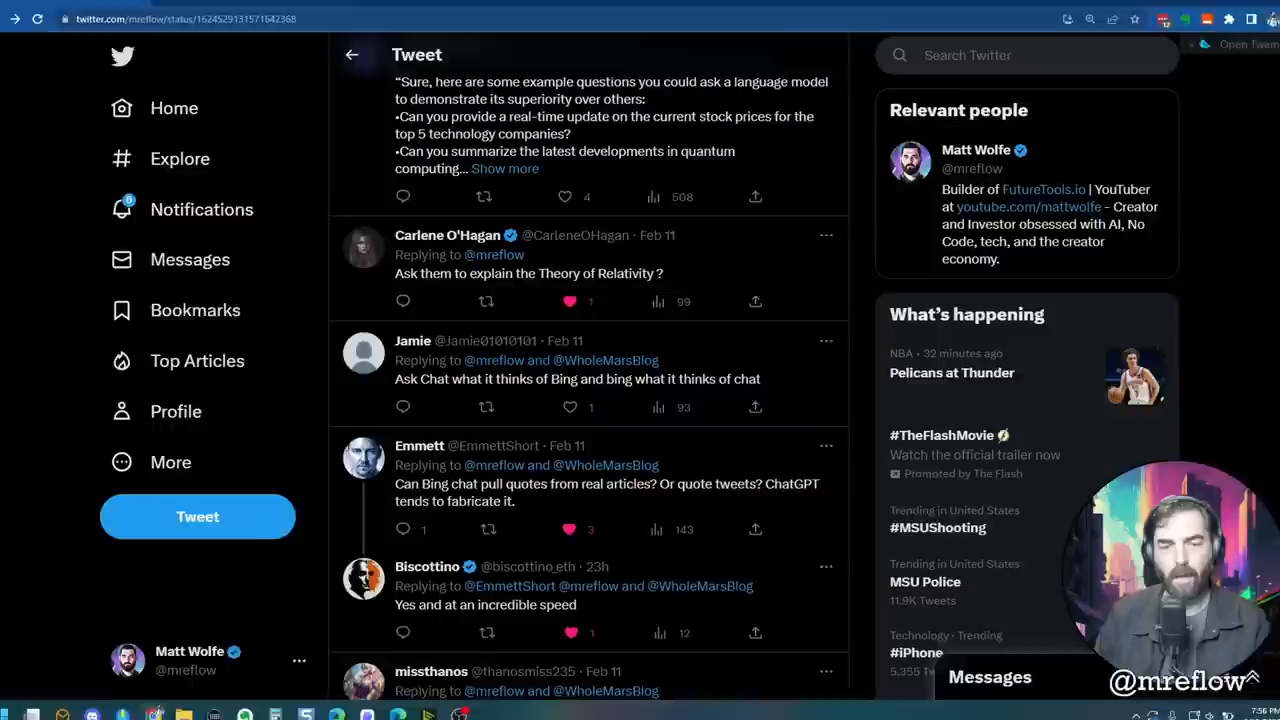 twitter.com/mreflow/status/1624529131571642368
12
Open Twam
Home
Explore
6
Notifications
Messages
Bookmarks
Top Articles
Profile
More
Tweet
Matt Wolfe
@mreflow
Tweet
“Sure, here are some example questions you could ask a language model
to demonstrate its superiority over others:
•Can you provide a real-time update on the current stock prices for the
top 5 technology companies?
•Can you summarize the latest developments in quantum
computing... Show more
4 508
Carlene O'Hagan @CarleneOHagan · Feb 11
Replying to @mreflow
Ask them to explain the Theory of Relativity ?
1 99
Jamie @Jamie01010101 · Feb 11
Replying to @mreflow and @WholeMarsBlog
Ask Chat what it thinks of Bing and bing what it thinks of chat
1 93
Emmett @EmmettShort · Feb 11
Replying to @mreflow and @WholeMarsBlog
Can Bing chat pull quotes from real articles? Or quote tweets? ChatGPT
tends to fabricate it.
1 3 143
Biscottino @biscottino_eth · 23h
Replying to @EmmettShort @mreflow and @WholeMarsBlog
Yes and at an incredible speed
1 12
missthanos @thanosmiss235 · Feb 11
Replying to @mreflow and @WholeMarsBlog
Search Twitter
Relevant people
Matt Wolfe
@mreflow
Builder of FutureTools.io | YouTuber
at youtube.com/mattwolfe - Creator
and Investor obsessed with AI, No
Code, tech, and the creator
economy.
What’s happening
NBA · 32 minutes ago
Pelicans at Thunder
#TheFlashMovie
Watch the official trailer now
Promoted by The Flash
Trending in United States
#MSUShooting
Trending in United States
MSU Police
11.9K Tweets
Technology · Trending
#iPhone
5,355
Messages
@mreflow
7:56 PM